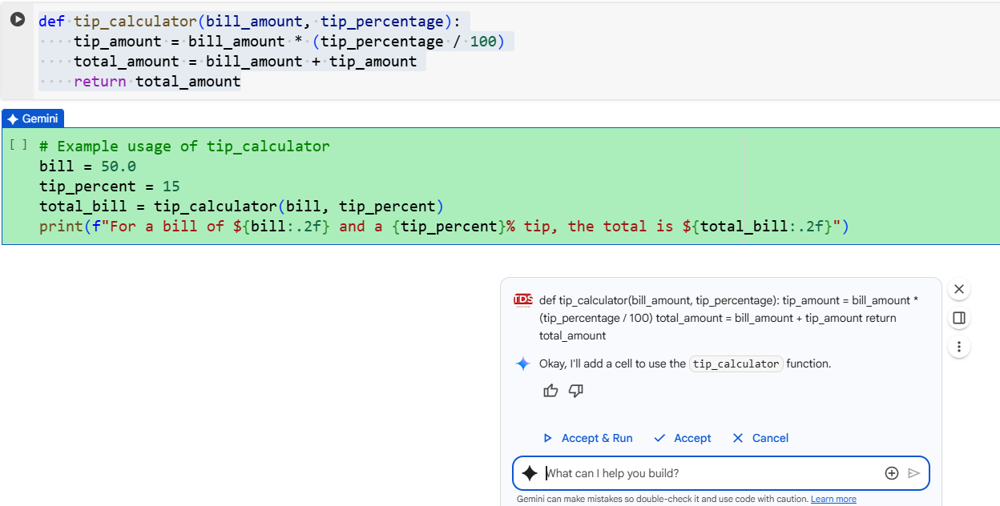 def tip_calculator(bill_amount, tip_percentage):
    tip_amount = bill_amount * (tip_percentage / 100)
    total_amount = bill_amount + tip_amount
    return total_amount
Gemini
[ ] # Example usage of tip_calculator
bill = 50.0
tip_percent = 15
total_bill = tip_calculator(bill, tip_percent)
print(f"For a bill of ${bill:.2f} and a {tip_percent}% tip, the total is ${total_bill:.2f}")
TDS def tip_calculator(bill_amount, tip_percentage): tip_amount = bill_amount *
(tip_percentage / 100) total_amount = bill_amount + tip_amount return
total_amount
Okay, I'll add a cell to use the tip_calculator function.
Accept & Run Accept Cancel
What can I help you build?
Gemini can make mistakes so double-check it and use code with caution. Learn more